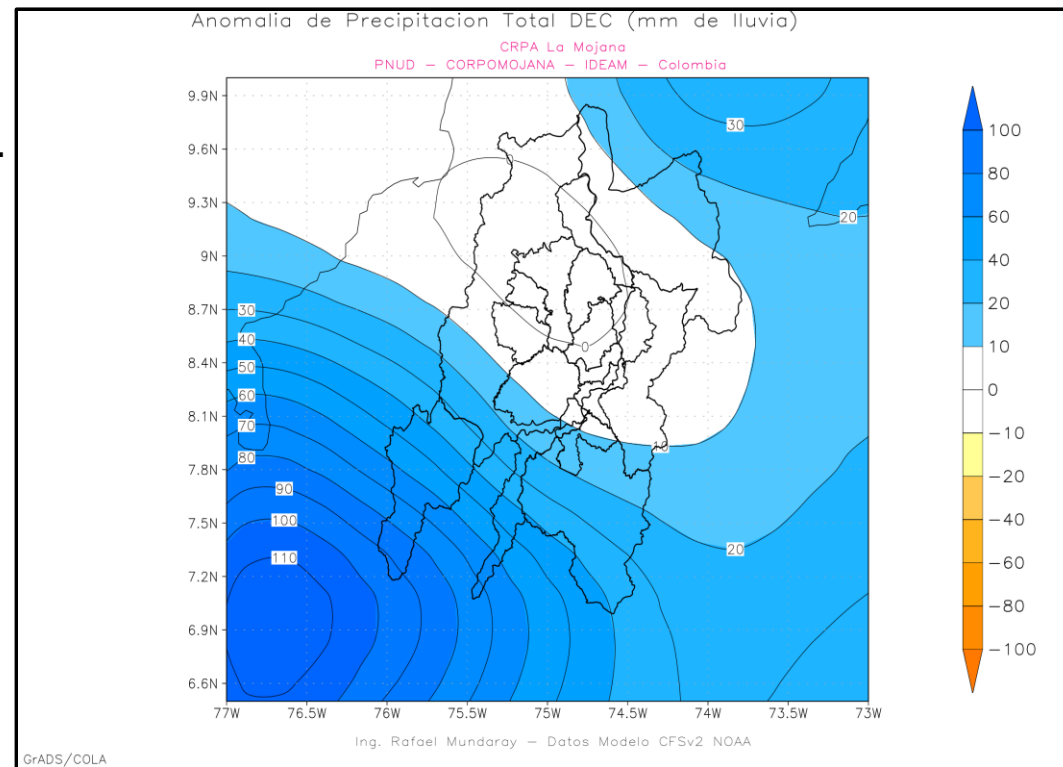 Anomalia de Precipitacion Total DEC (mm de lluvia)
CRPA La Mojana
PNUD – CORPOMOJANA – IDEAM – Colombia
9.9N
9.6N
9.3N
9N
8.7N
8.4N
8.1N
7.8N
7.5N
7.2N
6.9N
6.6N
77W 76.5W 76W 75.5W 75W 74.5W 74W 73.5W 73W
30
20
0
30
40
50
0
60
70
80
10
90
100
20
110
100
80
60
40
20
10
0
−10
−20
−40
−60
−80
−100
Ing. Rafael Mundaray – Datos Modelo CFSv2 NOAA
GrADS/COLA